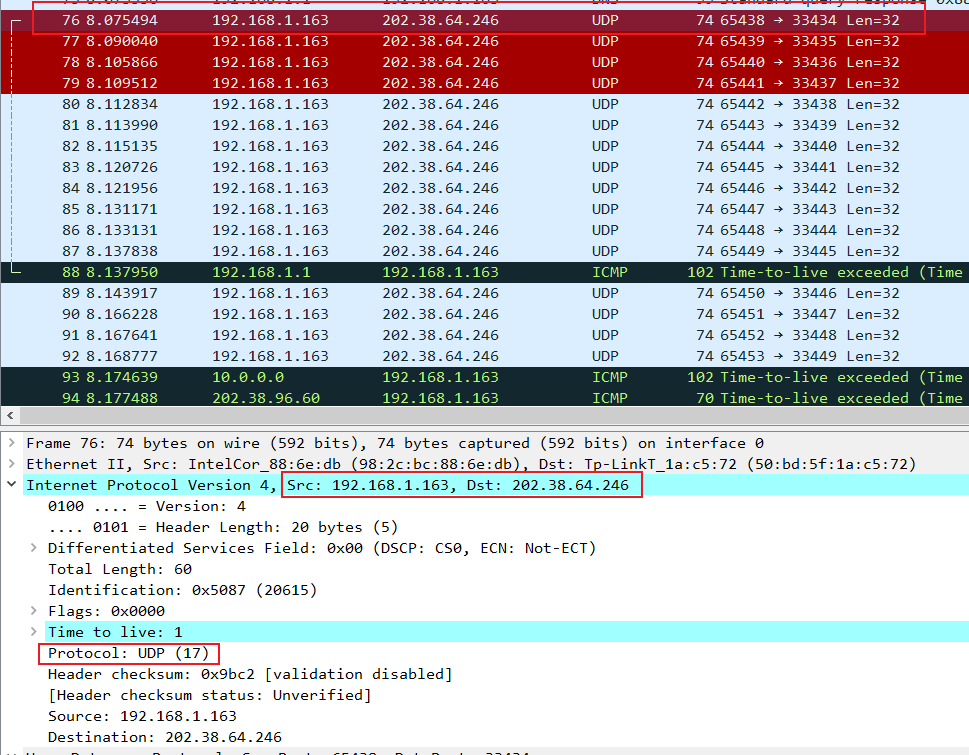 76 8.075494 192.168.1.163 202.38.64.246 UDP 74 65438 → 33434 Len=32
77 8.090040 192.168.1.163 202.38.64.246 UDP 74 65439 → 33435 Len=32
78 8.105866 192.168.1.163 202.38.64.246 UDP 74 65440 → 33436 Len=32
79 8.109512 192.168.1.163 202.38.64.246 UDP 74 65441 → 33437 Len=32
80 8.112834 192.168.1.163 202.38.64.246 UDP 74 65442 → 33438 Len=32
81 8.113990 192.168.1.163 202.38.64.246 UDP 74 65443 → 33439 Len=32
82 8.115135 192.168.1.163 202.38.64.246 UDP 74 65444 → 33440 Len=32
83 8.120726 192.168.1.163 202.38.64.246 UDP 74 65445 → 33441 Len=32
84 8.121956 192.168.1.163 202.38.64.246 UDP 74 65446 → 33442 Len=32
85 8.131171 192.168.1.163 202.38.64.246 UDP 74 65447 → 33443 Len=32
86 8.133131 192.168.1.163 202.38.64.246 UDP 74 65448 → 33444 Len=32
87 8.137838 192.168.1.163 202.38.64.246 UDP 74 65449 → 33445 Len=32
88 8.137950 192.168.1.1 192.168.1.163 ICMP 102 Time-to-live exceeded (Time
89 8.143917 192.168.1.163 202.38.64.246 UDP 74 65450 → 33446 Len=32
90 8.166228 192.168.1.163 202.38.64.246 UDP 74 65451 → 33447 Len=32
91 8.167641 192.168.1.163 202.38.64.246 UDP 74 65452 → 33448 Len=32
92 8.168777 192.168.1.163 202.38.64.246 UDP 74 65453 → 33449 Len=32
93 8.174639 10.0.0.0 192.168.1.163 ICMP 102 Time-to-live exceeded (Time
94 8.177488 202.38.96.60 192.168.1.163 ICMP 70 Time-to-live exceeded (Time
Frame 76: 74 bytes on wire (592 bits), 74 bytes captured (592 bits) on interface 0
Ethernet II, Src: IntelCor_88:6e:db (98:2c:bc:88:6e:db), Dst: Tp-LinkT_1a:c5:72 (50:bd:5f:1a:c5:72)
Internet Protocol Version 4, Src: 192.168.1.163, Dst: 202.38.64.246
0100 .... = Version: 4
.... 0101 = Header Length: 20 bytes (5)
Differentiated Services Field: 0x00 (DSCP: CS0, ECN: Not-ECT)
Total Length: 60
Identification: 0x5087 (20615)
Flags: 0x0000
Time to live: 1
Protocol: UDP (17)
Header checksum: 0x9bc2 [validation disabled]
[Header checksum status: Unverified]
Source: 192.168.1.163
Destination: 202.38.64.246